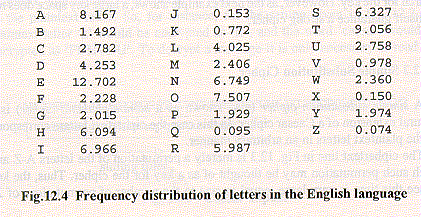 A 8.167 J 0.153 S 6.327
B 1.492 K 0.772 T 9.056
C 2.782 L 4.025 U 2.758
D 4.253 M 2.406 V 0.978
E 12.702 N 6.749 W 2.360
F 2.228 O 7.507 X 0.150
G 2.015 P 1.929 Y 1.974
H 6.094 Q 0.095 Z 0.074
I 6.966 R 5.987
Fig.12.4 Frequency distribution of letters in the English language